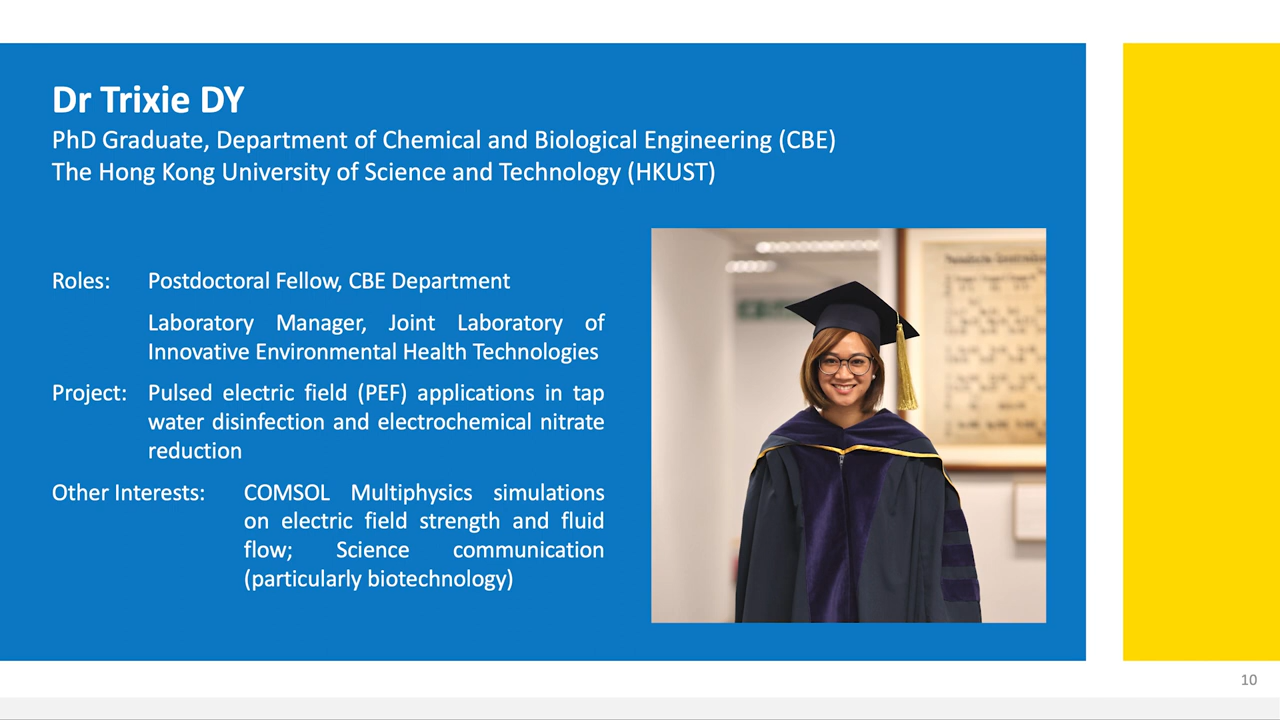 Dr Trixie DY
PhD Graduate, Department of Chemical and Biological Engineering (CBE)
The Hong Kong University of Science and Technology (HKUST)
Roles: Postdoctoral Fellow, CBE Department
Laboratory Manager, Joint Laboratory of
Innovative Environmental Health Technologies
Project: Pulsed electric field (PEF) applications in tap
water disinfection and electrochemical nitrate
reduction
Other Interests: COMSOL Multiphysics simulations
on electric field strength and fluid
flow; Science communication
(particularly biotechnology)
10